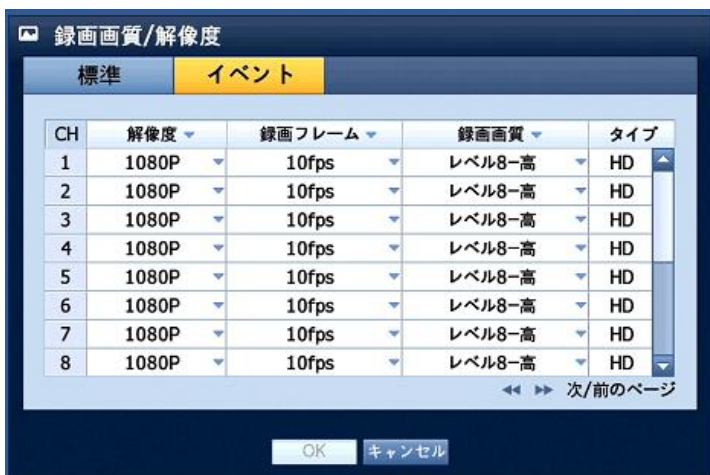 録画画質/解像度
標準 イベント
CH 解像度 録画フレーム 録画画質 タイプ
1 1080P 10fps レベル8-高 HD
2 1080P 10fps レベル8-高 HD
3 1080P 10fps レベル8-高 HD
4 1080P 10fps レベル8-高 HD
5 1080P 10fps レベル8-高 HD
6 1080P 10fps レベル8-高 HD
7 1080P 10fps レベル8-高 HD
8 1080P 10fps レベル8-高 HD
次/前のページ
OK キャンセル